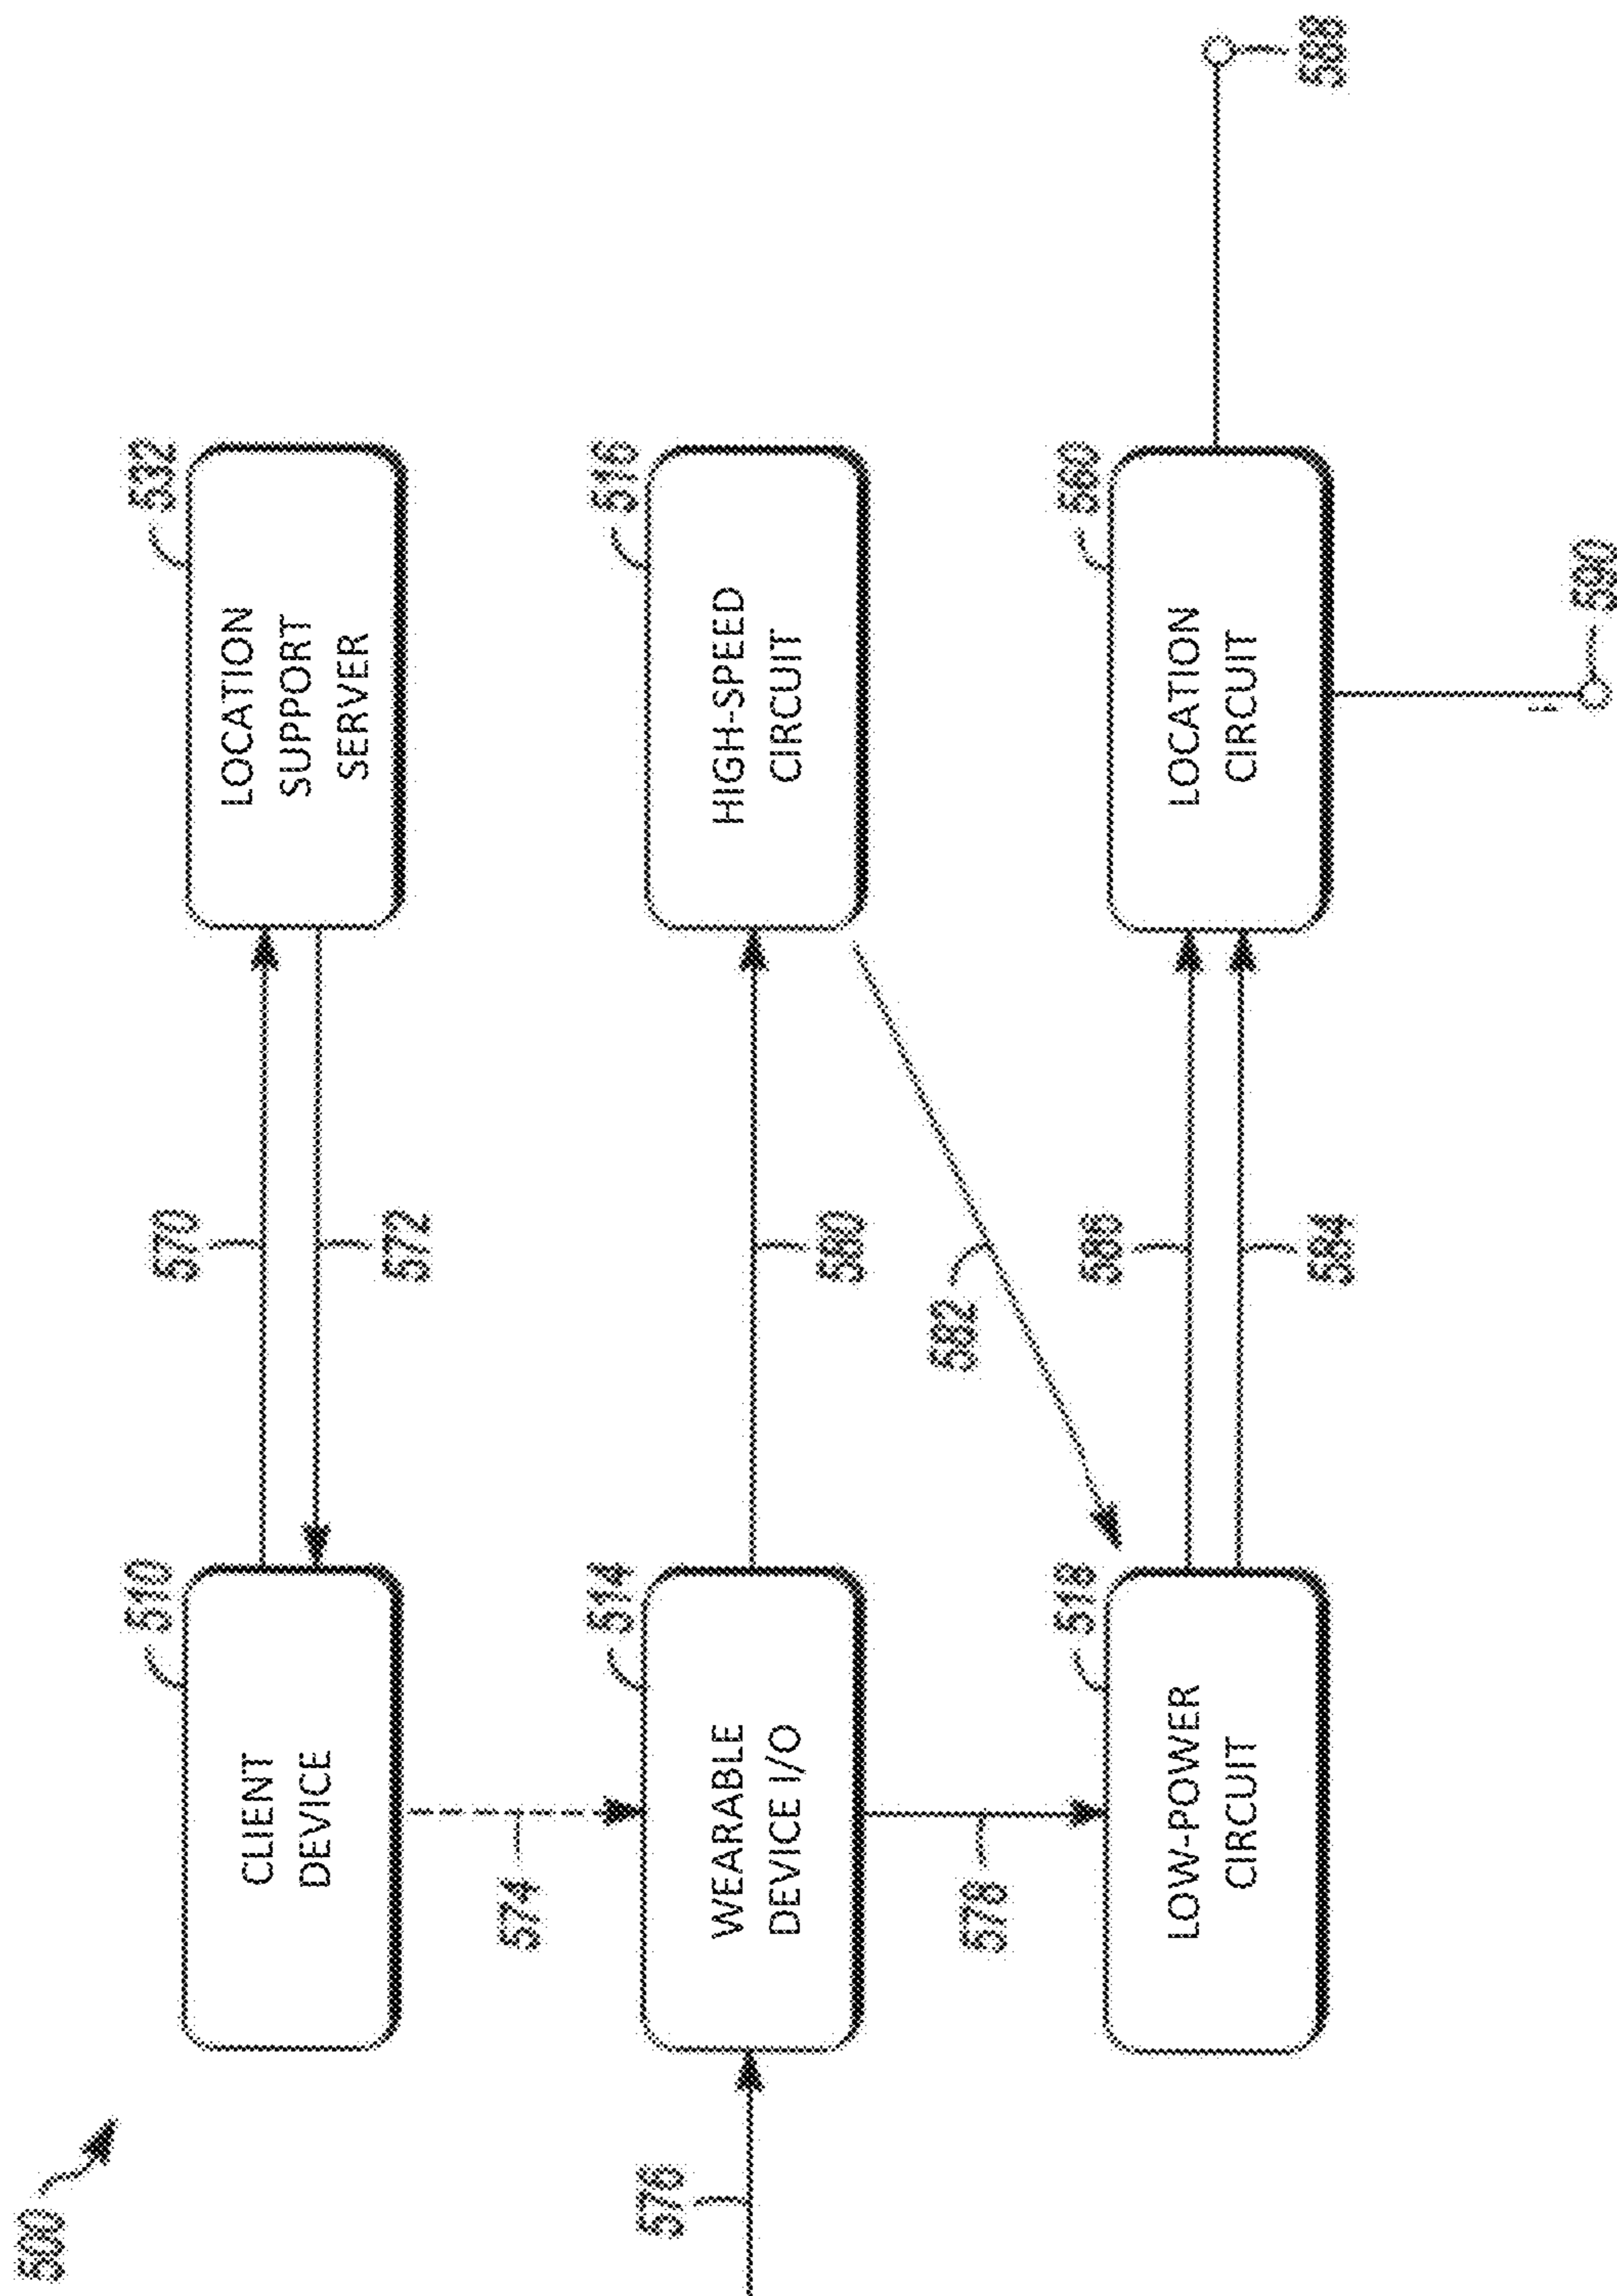 500
510
CLIENT
DEVICE
570
572
532
LOCATION
SUPPORT
SERVER
574
576
514
WEARABLE
DEVICE I/O
580
516
HIGH-SPEED
CIRCUIT
578
582
518
LOW-POWER
CIRCUIT
586
584
560
LOCATION
CIRCUIT
588
590